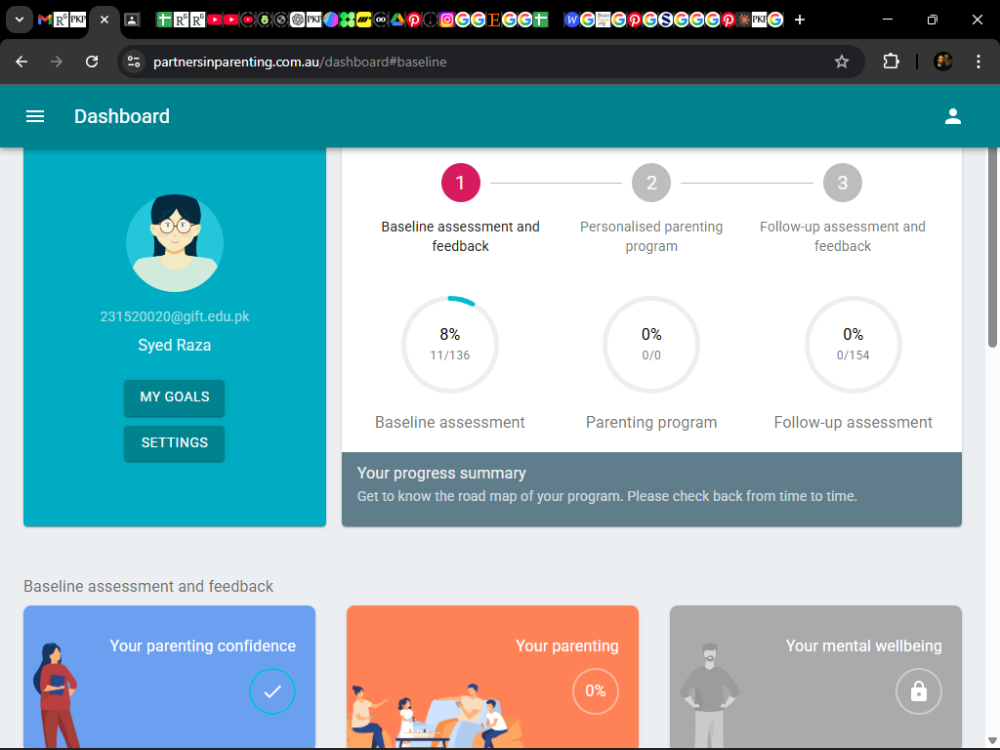 partnersinparenting.com.au/dashboard#baseline
Dashboard
231520020@gift.edu.pk
Syed Raza
MY GOALS
SETTINGS
1
2
3
Baseline assessment and
feedback
Personalised parenting
program
Follow-up assessment and
feedback
8%
11/136
0%
0/0
0%
0/154
Baseline assessment
Parenting program
Follow-up assessment
Your progress summary
Get to know the road map of your program. Please check back from time to time.
Baseline assessment and feedback
Your parenting confidence
Your parenting
0%
Your mental wellbeing